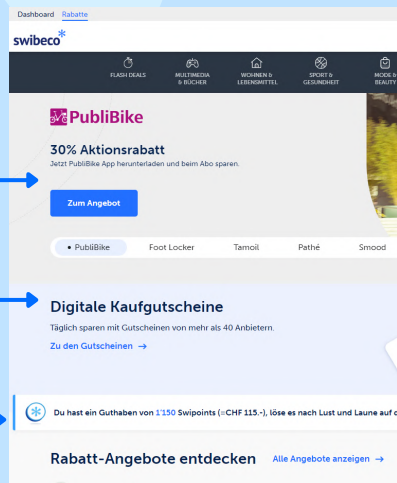 Dashboard Rabatte
swibeco*
FLASH DEALS
MULTIMEDIA
& BÜCHER
WOHNEN &
LEBENSMITTEL
SPORT &
GESUNDHEIT
MODE &
BEAUTY
PubliBike
30% Aktionsrabatt
Jetzt PubliBike App herunterladen und beim Abo sparen.
Zum Angebot
• PubliBike Foot Locker Tamoil Pathé Smood
Digitale Kaufgutscheine
Täglich sparen mit Gutscheinen von mehr als 40 Anbietern.
Zu den Gutscheinen →
Du hast ein Guthaben von 1'150 Swipoints (=CHF 115.-), löse es nach Lust und Laune auf
Rabatt-Angebote entdecken Alle Angebote anzeigen →